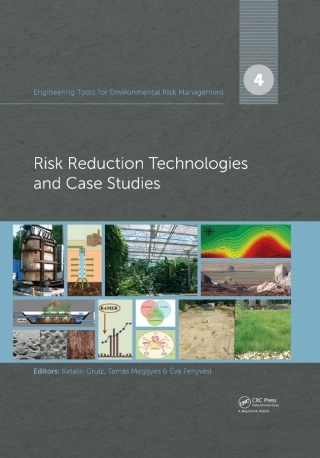 4
Engineering Tools for Environmental Risk Management
Risk Reduction Technologies
and Case Studies
RAMEB
Editors: Katalin Gruiz, Tamás Meggyes & Éva Fenyvesi
CRC Press